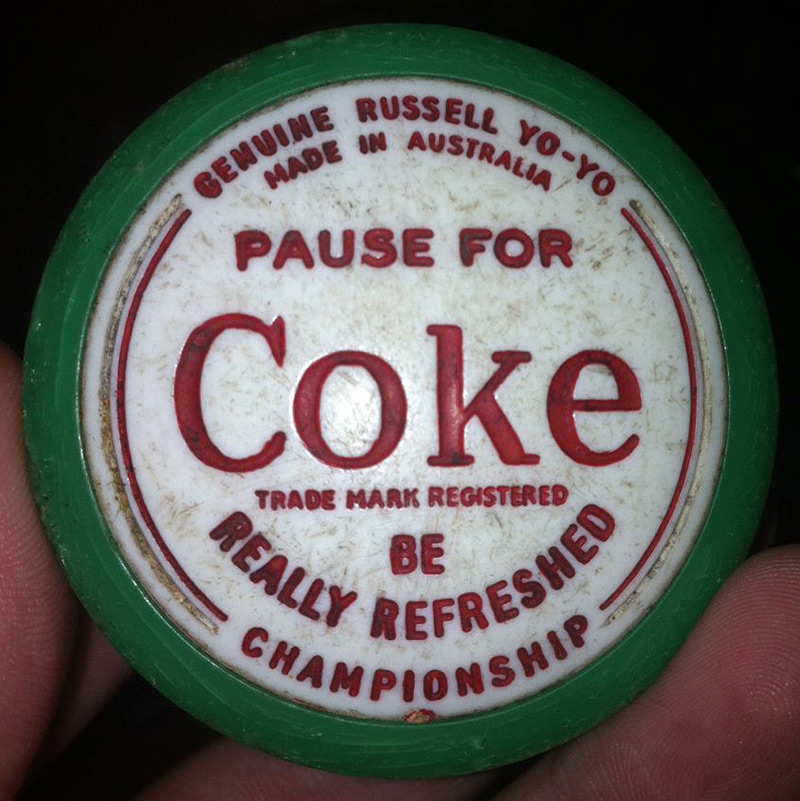 GENUINE RUSSELL YO-YO
MADE IN AUSTRALIA
PAUSE FOR
Coke
TRADE MARK REGISTERED
BE
REALLY REFRESHED
CHAMPIONSHIP